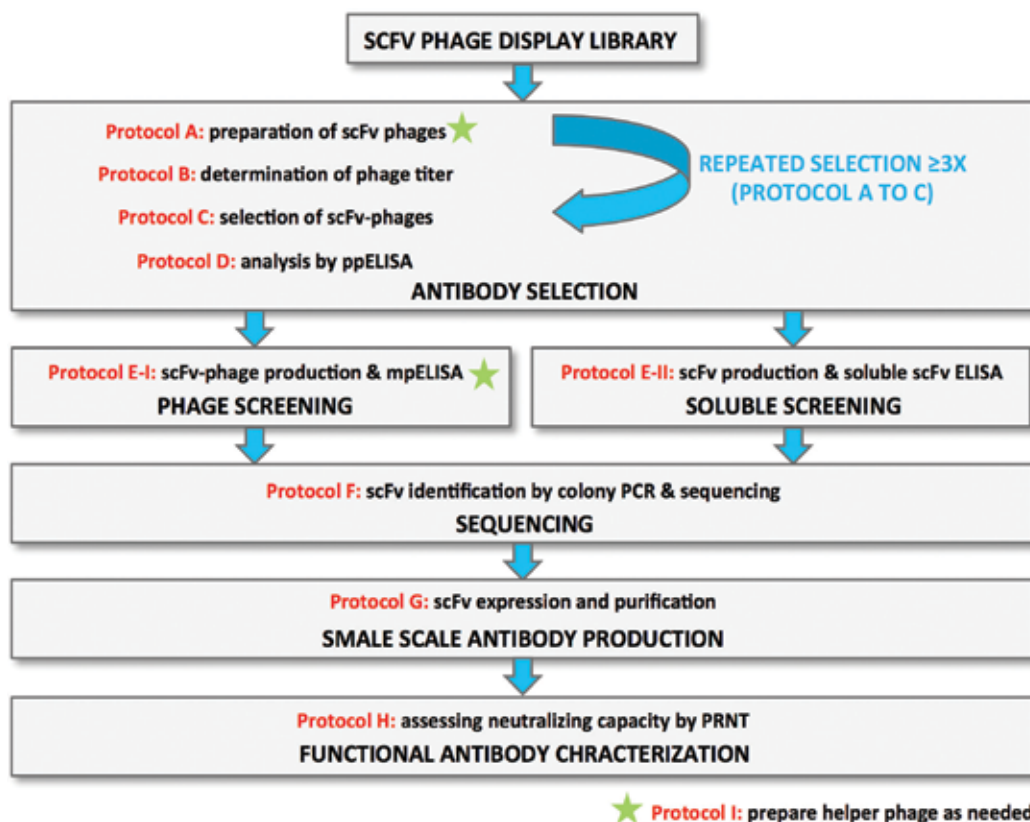 SCFV PHAGE DISPLAY LIBRARY
Protocol A: preparation of scFv phages
Protocol B: determination of phage titer
Protocol C: selection of scFv-phages
Protocol D: analysis by ppELISA
REPEATED SELECTION ≥3X
(PROTOCOL A TO C)
ANTIBODY SELECTION
Protocol E-I: scFv-phage production & mpELISA
PHAGE SCREENING
Protocol E-II: scFv production & soluble scFv ELISA
SOLUBLE SCREENING
Protocol F: scFv identification by colony PCR & sequencing
SEQUENCING
Protocol G: scFv expression and purification
SMALE SCALE ANTIBODY PRODUCTION
Protocol H: assessing neutralizing capacity by PRNT
FUNCTIONAL ANTIBODY CHRACTERIZATION
Protocol I: prepare helper phage as needed